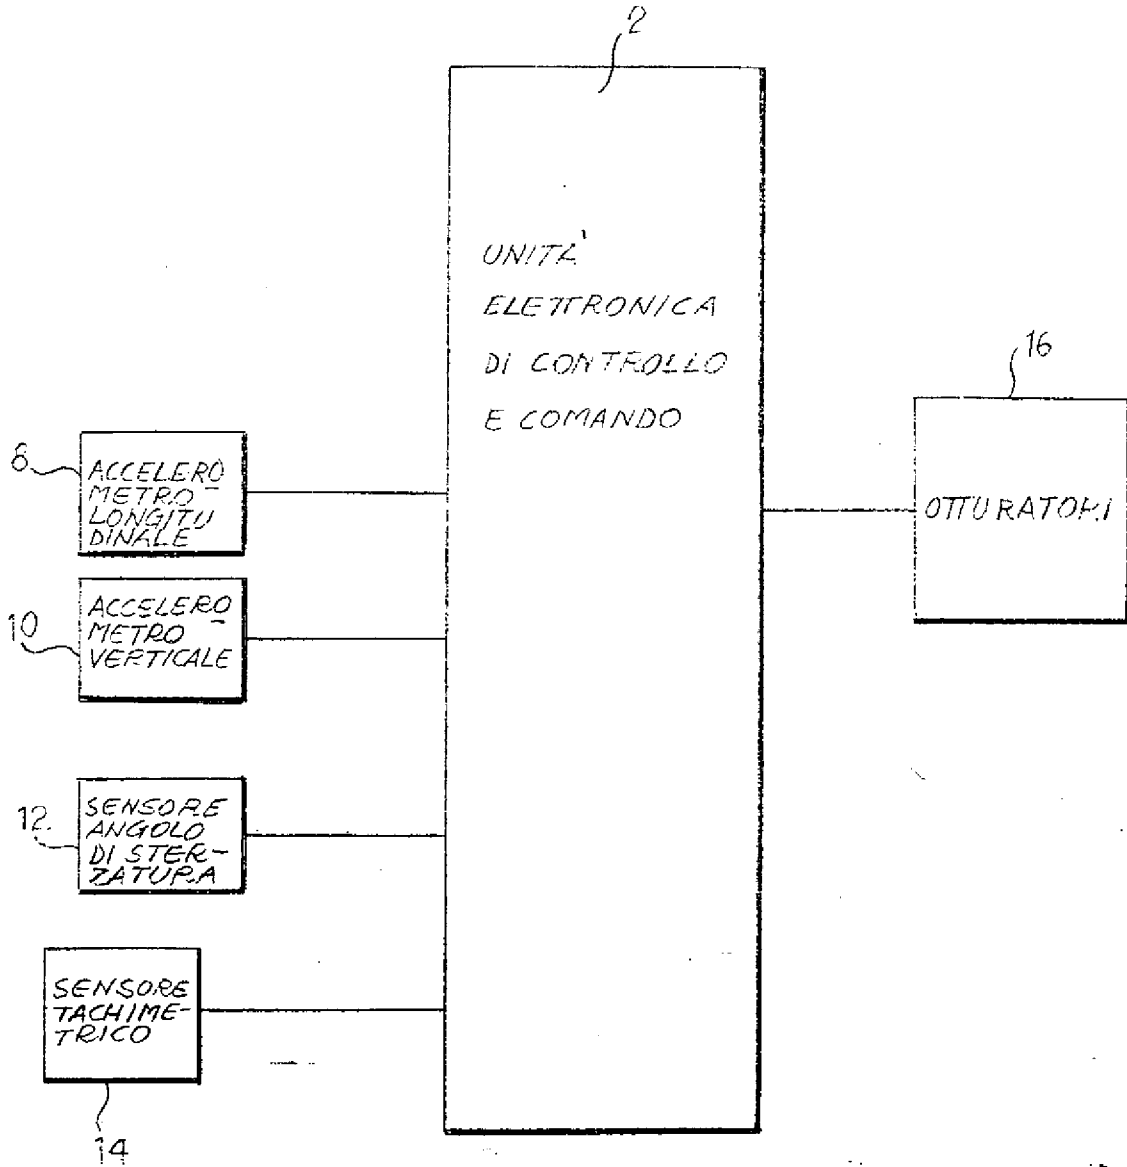 2
UNITÀ
ELETTRONICA
DI CONTROLLO
E COMANDO
16
OTTURATORI
8
ACCELERO
METRO
LONGITU
DINALE
10
ACCELERO
METRO
VERTICALE
12
SENSORE
ANGOLO
DI STER-
ZATURA
SENSORE
TACHIME-
TRICO
14